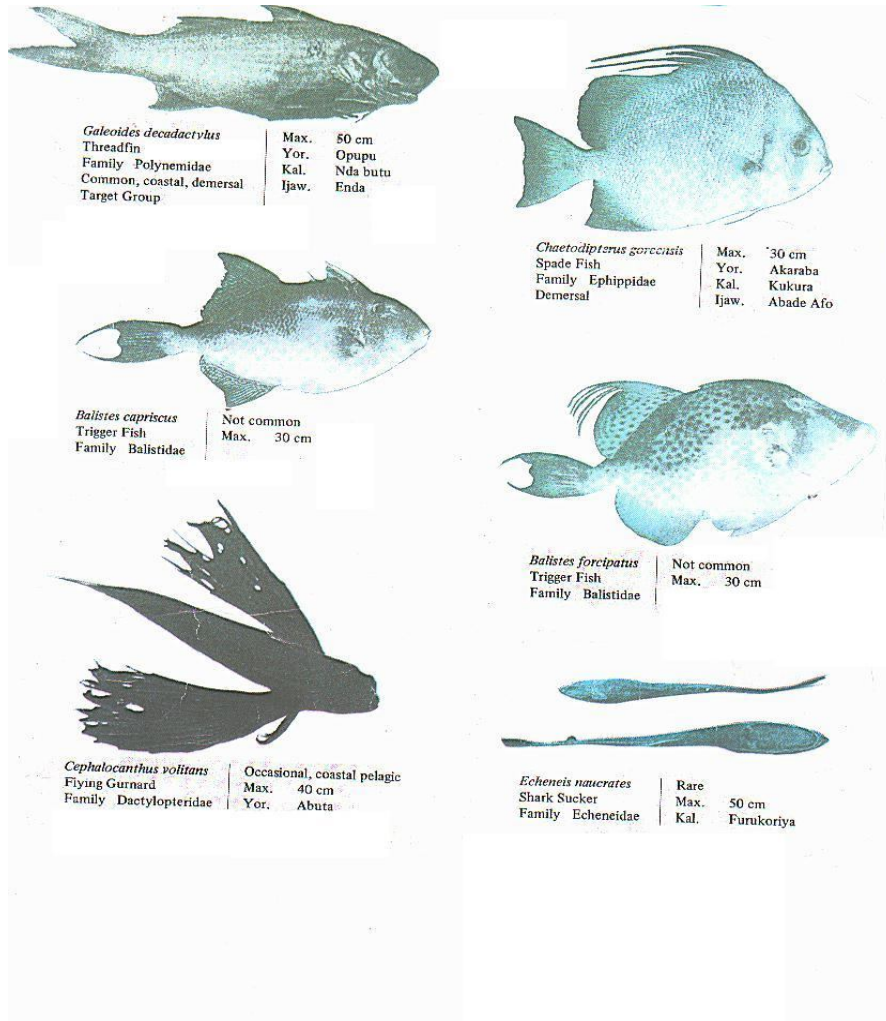 Galeoides decadactylus
Threadfin
Family Polynemidae
Common, coastal, demersal
Target Group
Max. 50 cm
Yor. Opupu
Kal. Nda butu
Ijaw. Enda
Chaetodipterus goreensis
Spade Fish
Family Ephippidae
Demersal
Max. 30 cm
Yor. Akaraba
Kal. Kukura
Ijaw. Abade Afo
Balistes capriscus
Trigger Fish
Family Balistidae
Not common
Max. 30 cm
Balistes forcipatus
Trigger Fish
Family Balistidae
Not common
Max. 30 cm
Cephalocanthus volitans
Flying Gurnard
Family Dactylopteridae
Occasional, coastal pelagic
Max. 40 cm
Yor. Abuta
Echeneis naucrates
Shark Sucker
Family Echeneidae
Rare
Max. 50 cm
Kal. Furukoriya